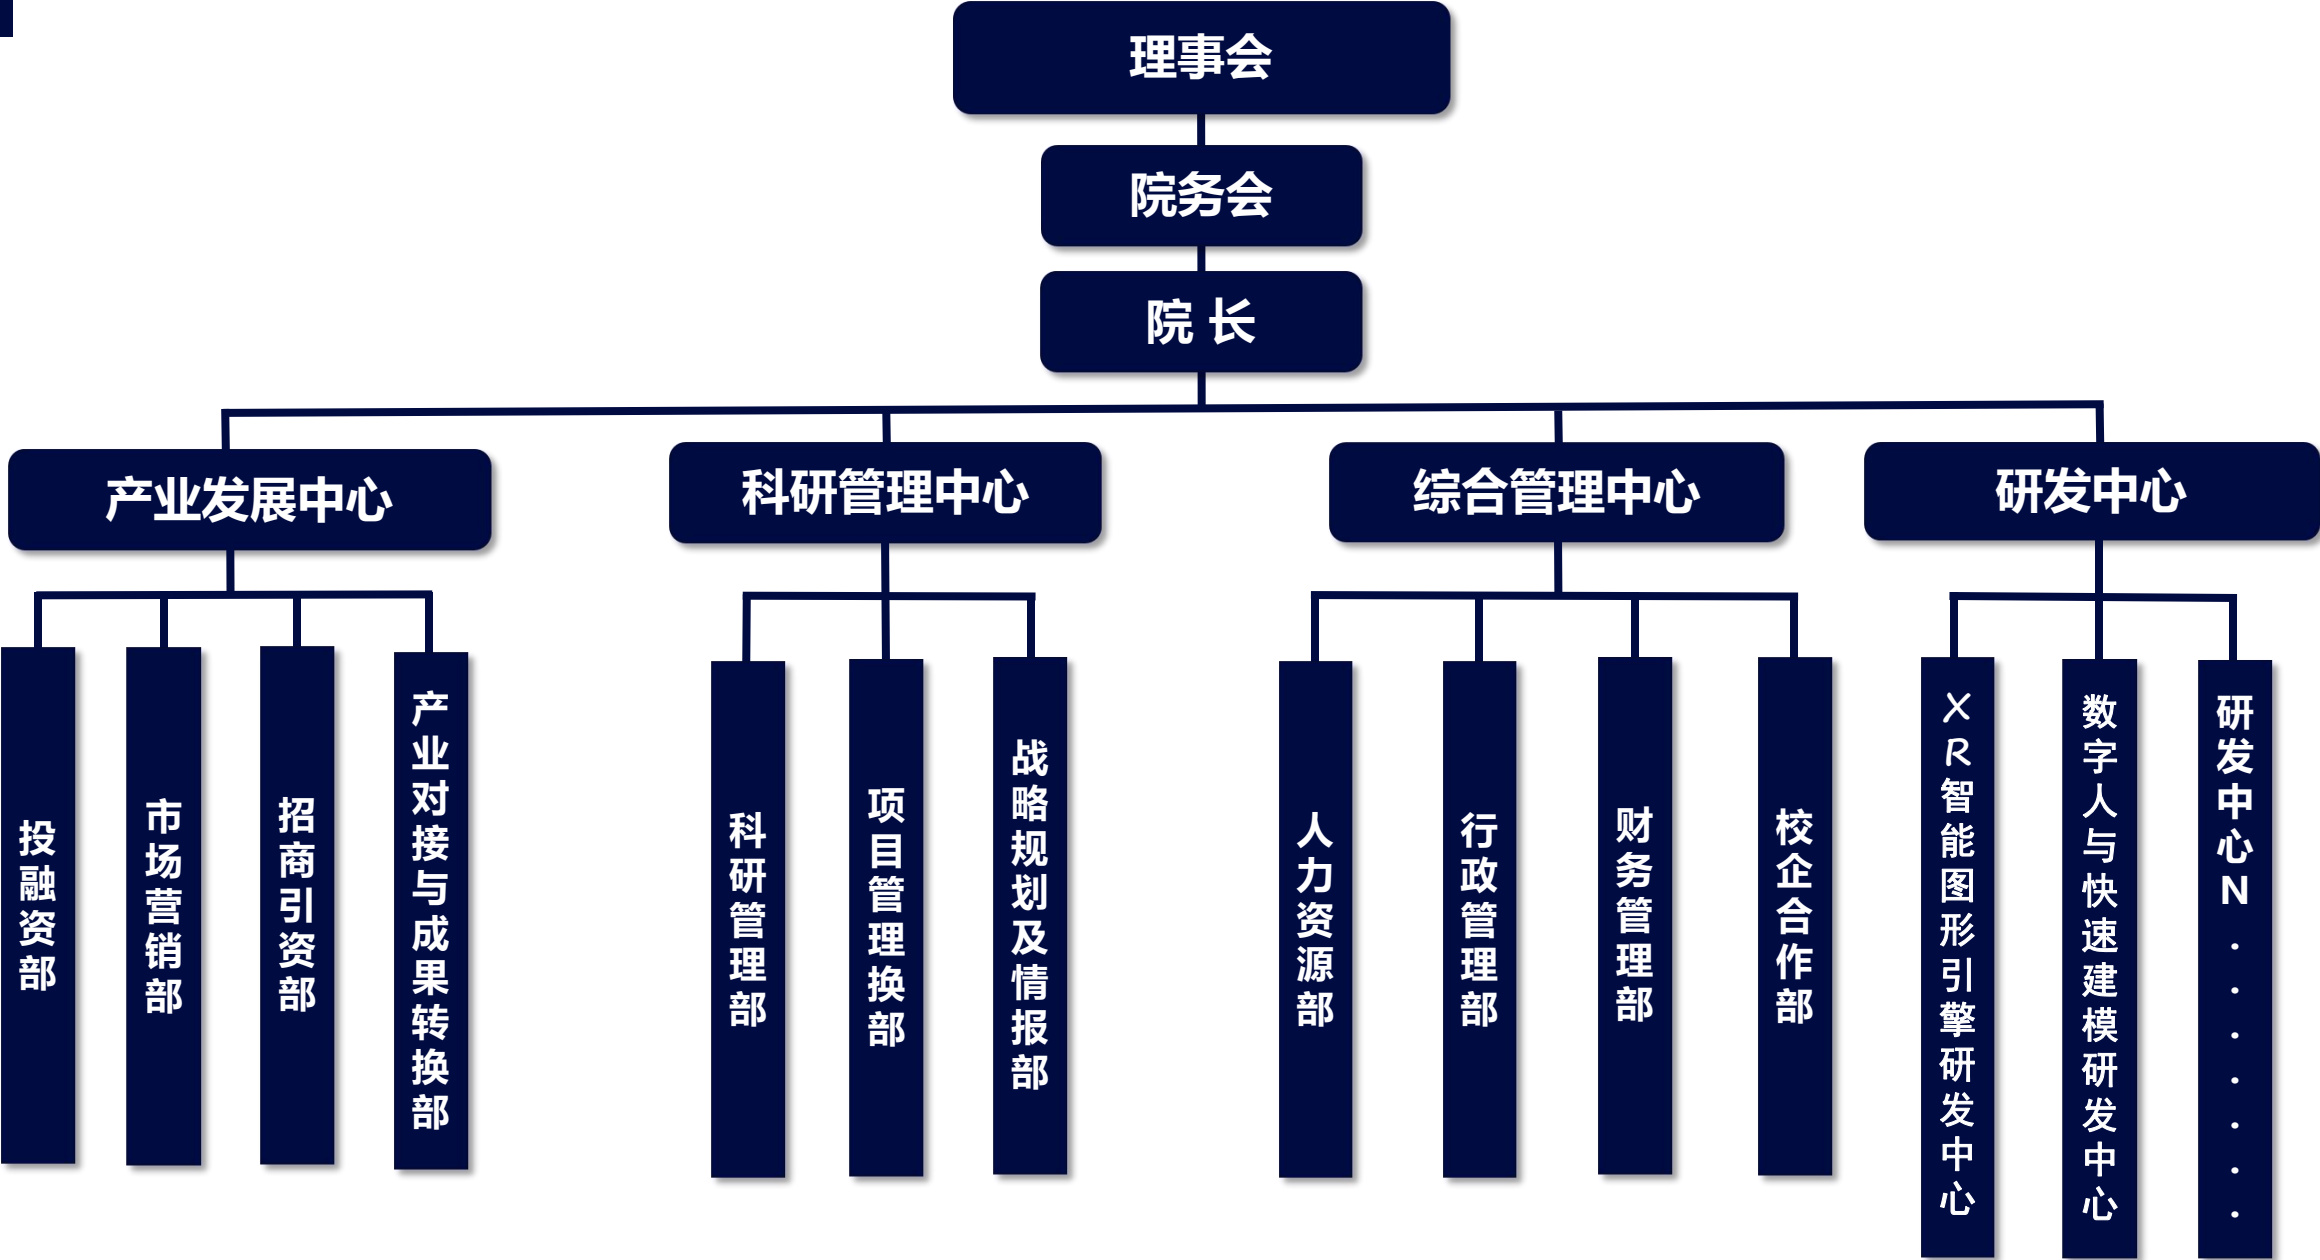 理事会
院务会
院 长
产业发展中心
科研管理中心
综合管理中心
研发中心
投融资部
市场营销部
招商引资部
产业对接与成果转换部
科研管理部
项目管理换部
战略规划及情报部
人力资源部
行政管理部
财务管理部
校企合作部
XR智能图形引擎研发中心
数字人与快速建模研发中心
研发中心N.......